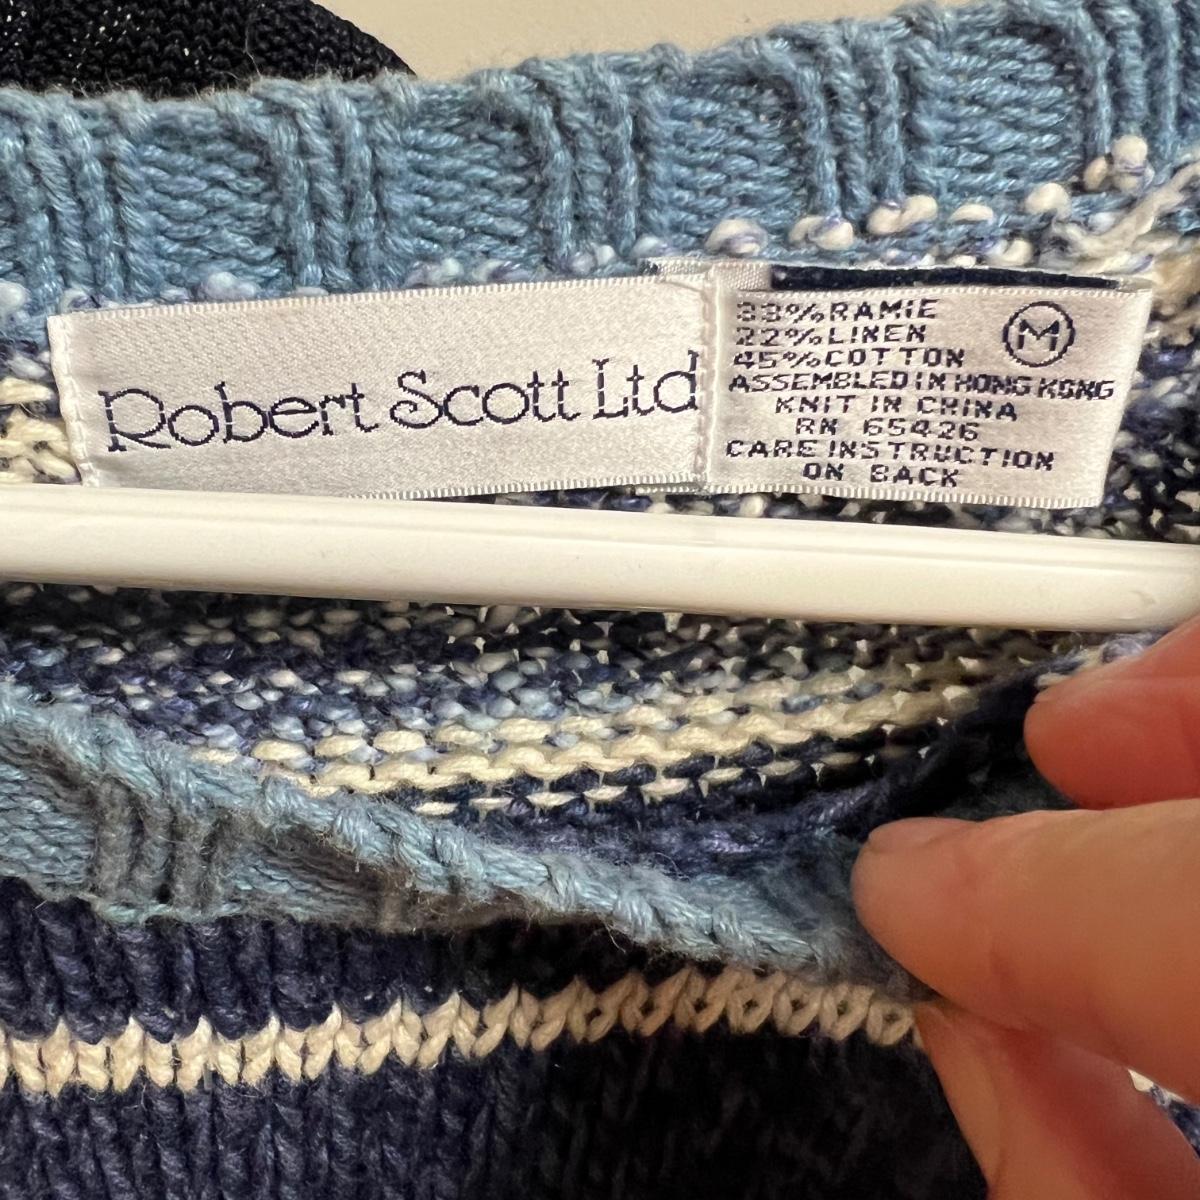 Robert Scott Ltd
33% RAMIE
22% LINEN
45% COTTON
M
ASSEMBLED IN HONG KONG
KNIT IN CHINA
RN 65426
CARE INSTRUCTION
ON BACK